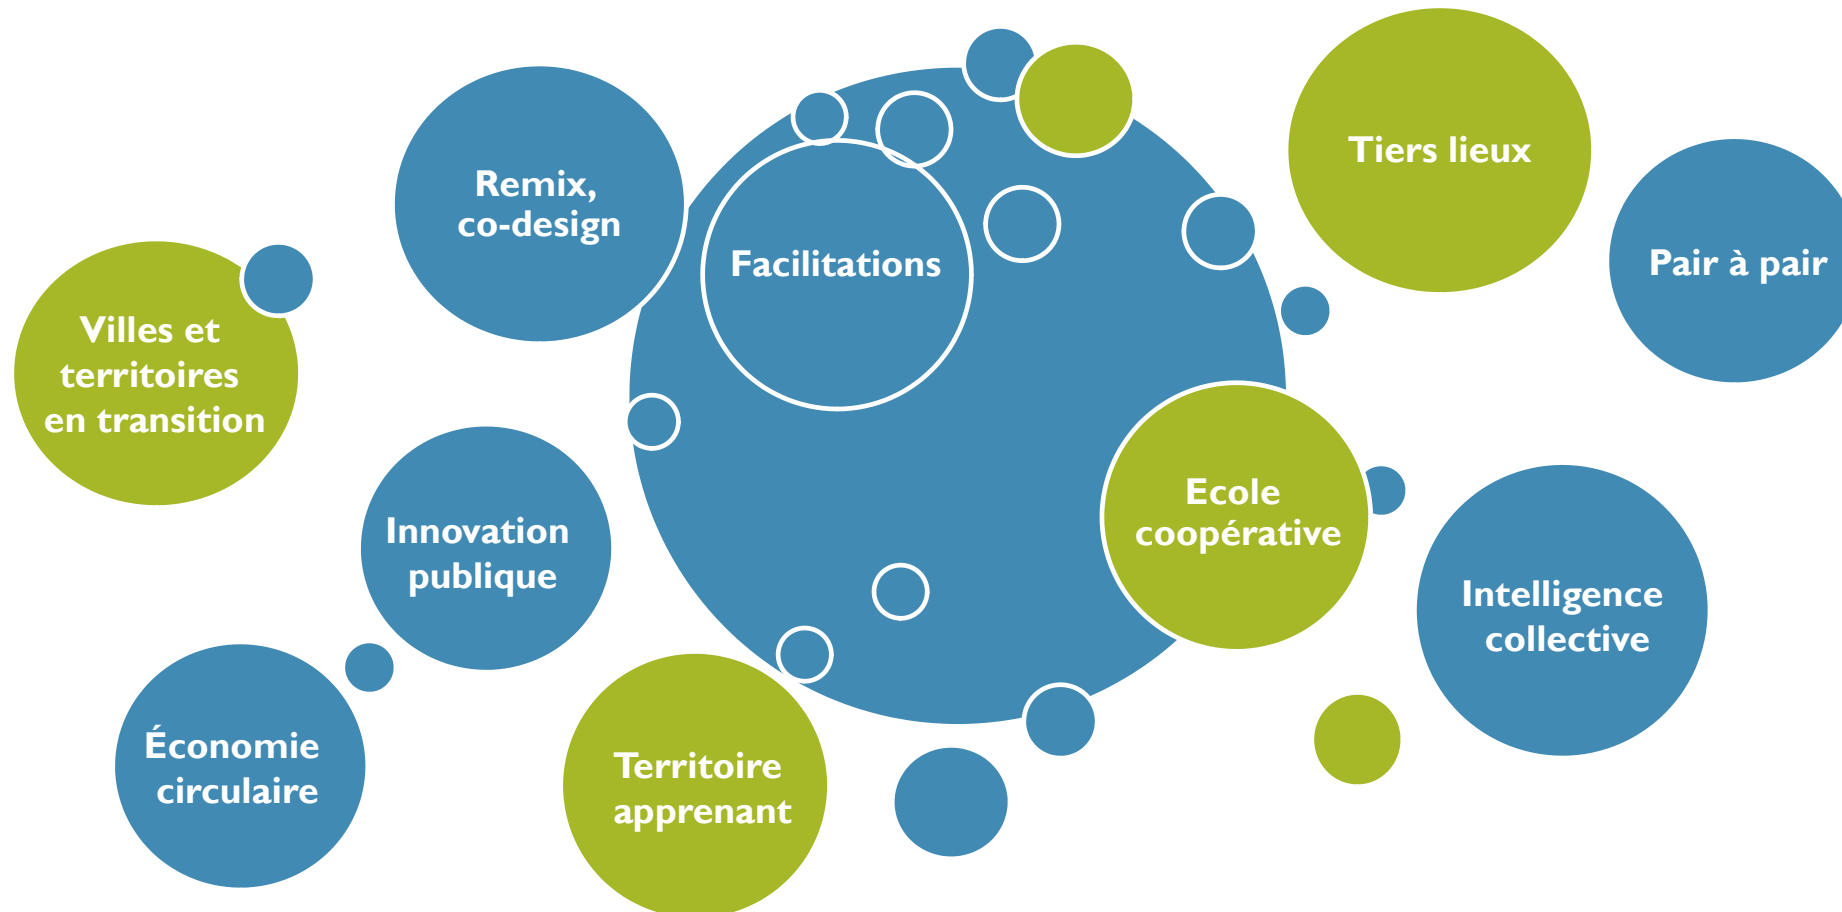 Remix,
co-design
Facilitations
Tiers lieux
Pair à pair
Villes et
territoires
en transition
Innovation
publique
Ecole
coopérative
Intelligence
collective
Économie
circulaire
Territoire
apprenant